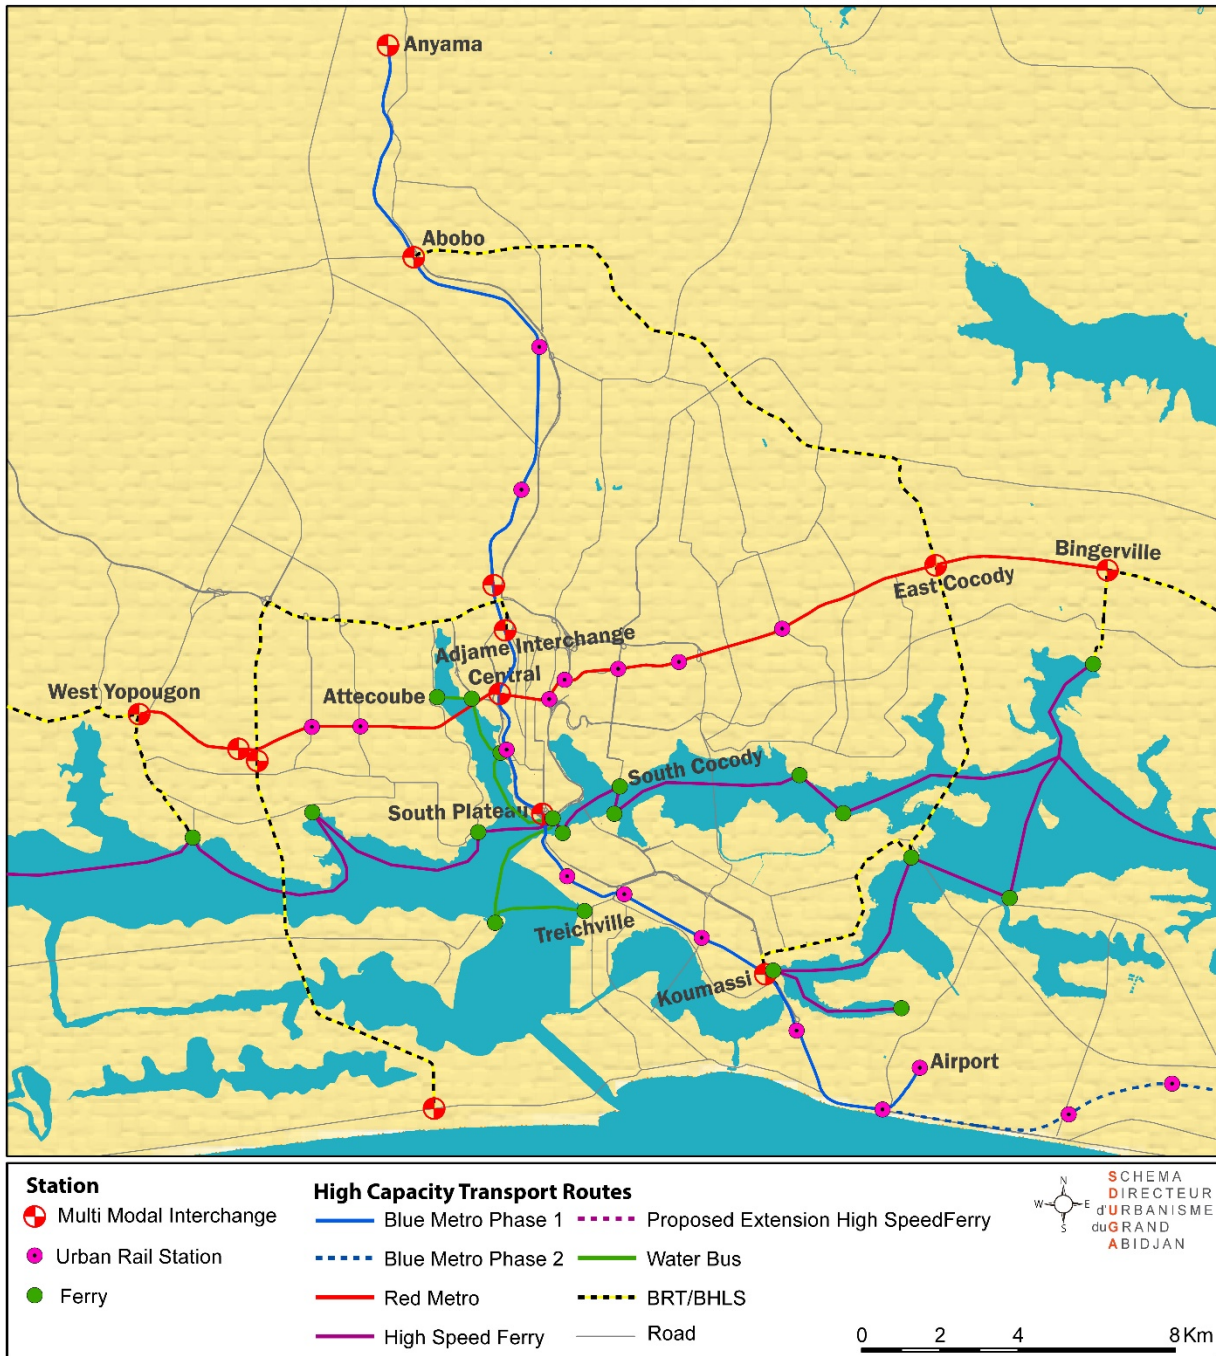 Anyama
Abobo
Bingerville
East Cocody
Adjame Interchange
Central
West Yopougon
Attecoube
South Cocody
South Plateau
Treichville
Koumassi
Airport
Station
Multi Modal Interchange
Urban Rail Station
Ferry
High Capacity Transport Routes
Blue Metro Phase 1
Blue Metro Phase 2
Red Metro
High Speed Ferry
Proposed Extension High SpeedFerry
Water Bus
BRT/BHLS
Road
N
W E
S
SCHEMA
DIRECTEUR
d'URBANISME
du GRAND
ABIDJAN
0 2 4 8 Km